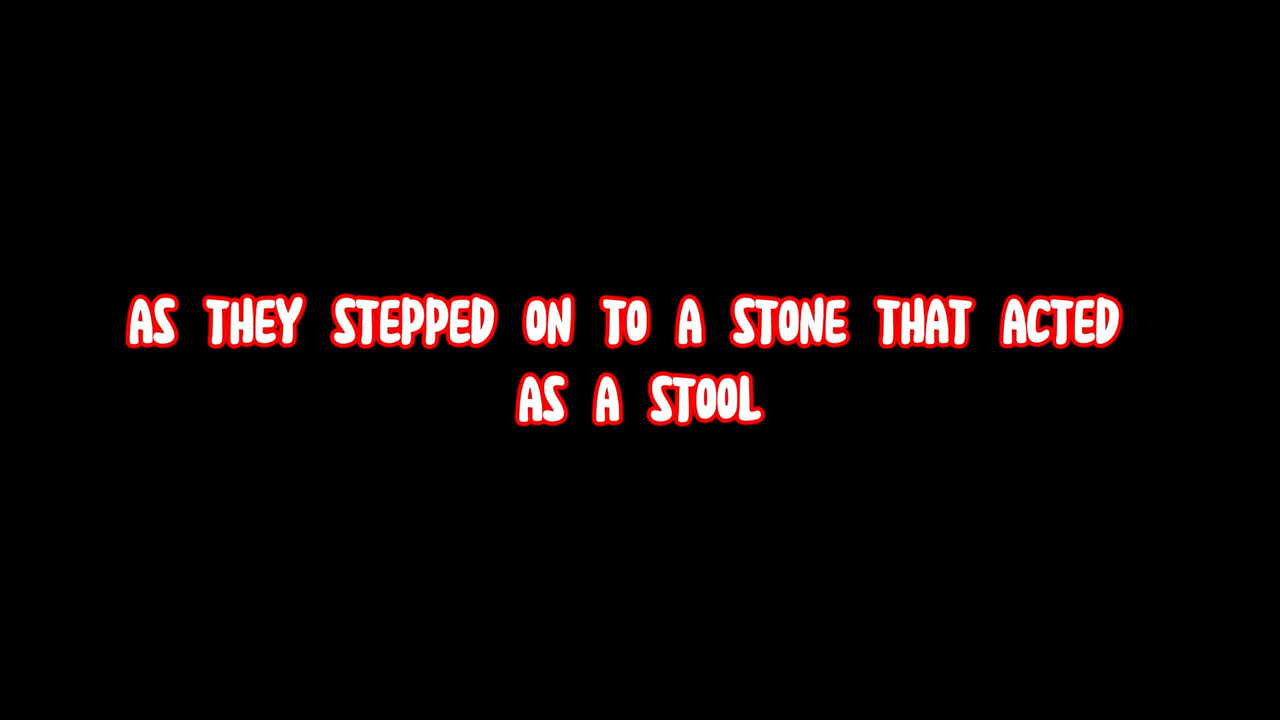 AS THEY STEPPED ON TO A STONE THAT ACTED
AS A STOOL